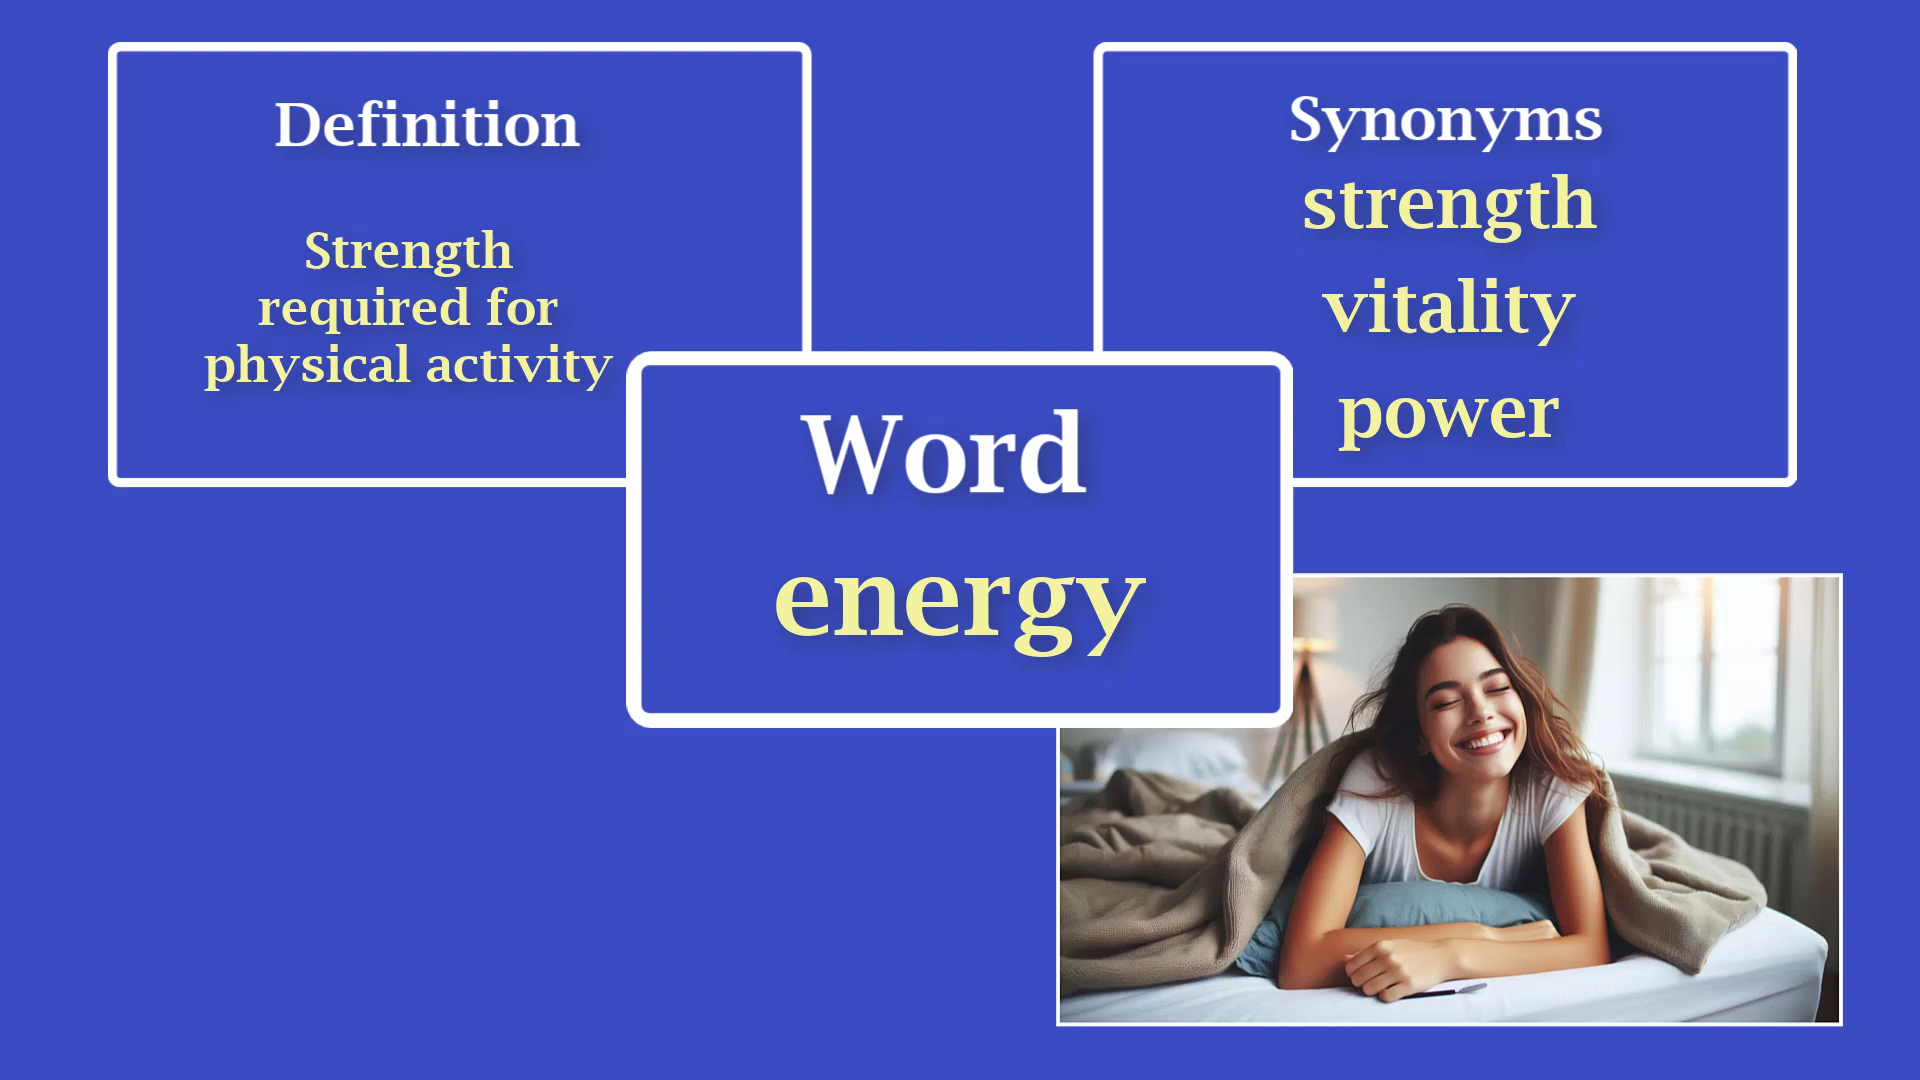 Definition
Strength
required for
physical activity
Synonyms
strength
vitality
power
Word
energy